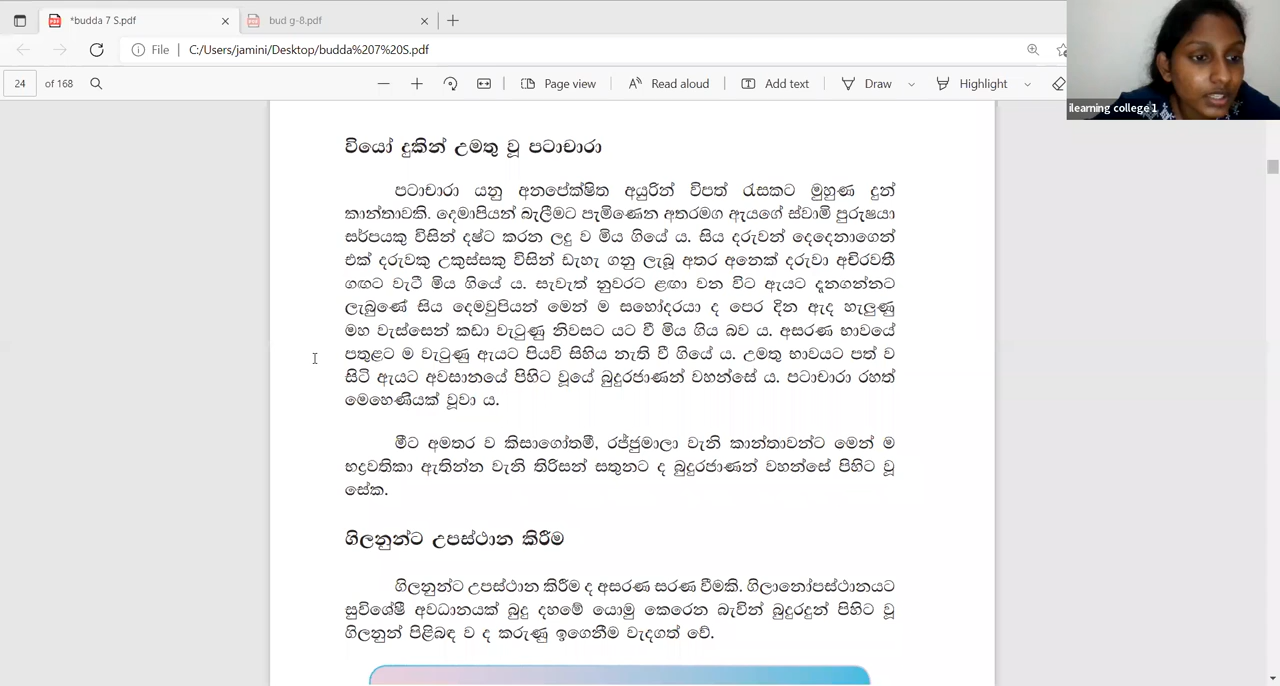 *budda 7 S.pdf
bud g-8.pdf
File C:/Users/jamini/Desktop/budda%207%20S.pdf
24 of 168 Page view Read aloud Add text Draw Highlight
ilearning college 1
වියෝ දුකින් උමතු වූ පටාචාරා
පටාචාරා යනු අනපේක්ෂිත අයුරින් විපත් රැසකට මුහුණ දුන්
කාන්තාවකි. දෙමාපියන් බැලීමට පැමිණෙන අතරමග ඇයගේ ස්වාමි පුරුෂයා
සර්පයකු විසින් දෂ්ට කරන ලදු ව මිය ගියේ ය. සිය දරුවන් දෙදෙනාගෙන්
එක් දරුවකු උකුස්සකු විසින් ඩැහැ ගනු ලැබූ අතර අනෙක් දරුවා අචිරවතී
ගඟට වැටී මිය ගියේ ය. සැවැත් නුවරට ළඟා වන විට ඇයට දැනගන්නට
ලැබුණේ සිය දෙමවුපියන් මෙන් ම සහෝදරයා ද පෙර දින ඇද හැලුණු
මහ වැස්සෙන් කඩා වැටුණු නිවසට යට වී මිය ගිය බව ය. අසරණ භාවයේ
පතුළට ම වැටුණු ඇයට පියවි සිහිය නැති වී ගියේ ය. උමතු භාවයට පත් ව
සිටි ඇයට අවසානයේ පිහිට වූයේ බුදුරජාණන් වහන්සේ ය. පටාචාරා රහත්
මෙහෙණියක් වූවා ය.
මීට අමතර ව කිසාගෝතමී, රජ්ජුමාලා වැනි කාන්තාවන්ට මෙන් ම
භද්‍රවතිකා ඇතින්න වැනි තිරිසන් සතුනට ද බුදුරජාණන් වහන්සේ පිහිට වූ
සේක.
ගිලනුන්ට උපස්ථාන කිරීම
ගිලනුන්ට උපස්ථාන කිරීම ද අසරණ සරණ වීමකි. ගිලානෝපස්ථානයට
සුවිශේෂී අවධානයක් බුදු දහමේ යොමු කෙරෙන බැවින් බුදුරදුන් පිහිට වූ
ගිලනුන් පිළිබඳ ව ද කරුණු ඉගෙනීම වැදගත් වේ.